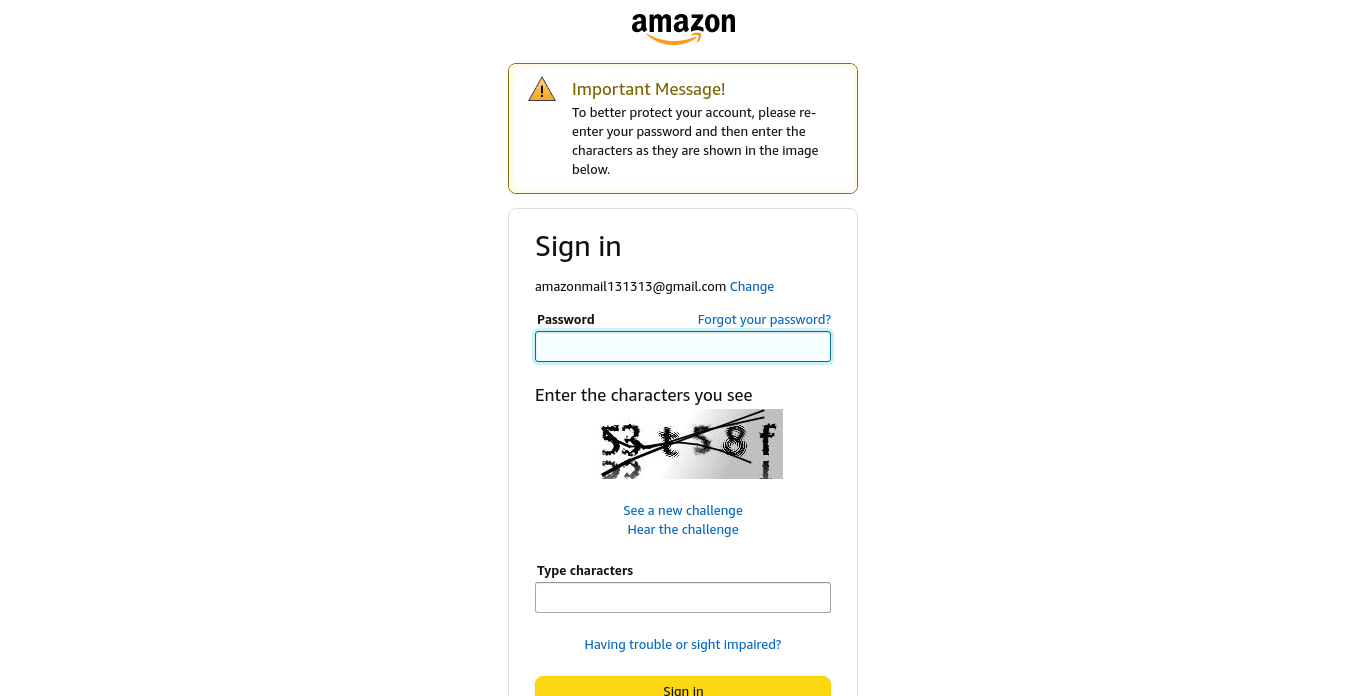 amazon
Important Message!
To better protect your account, please re-
enter your password and then enter the
characters as they are shown in the image
below.
Sign in
amazonmail131313@gmail.com Change
Password Forgot your password?
Enter the characters you see
See a new challenge
Hear the challenge
Type characters
Having trouble or sight impaired?
Sign in